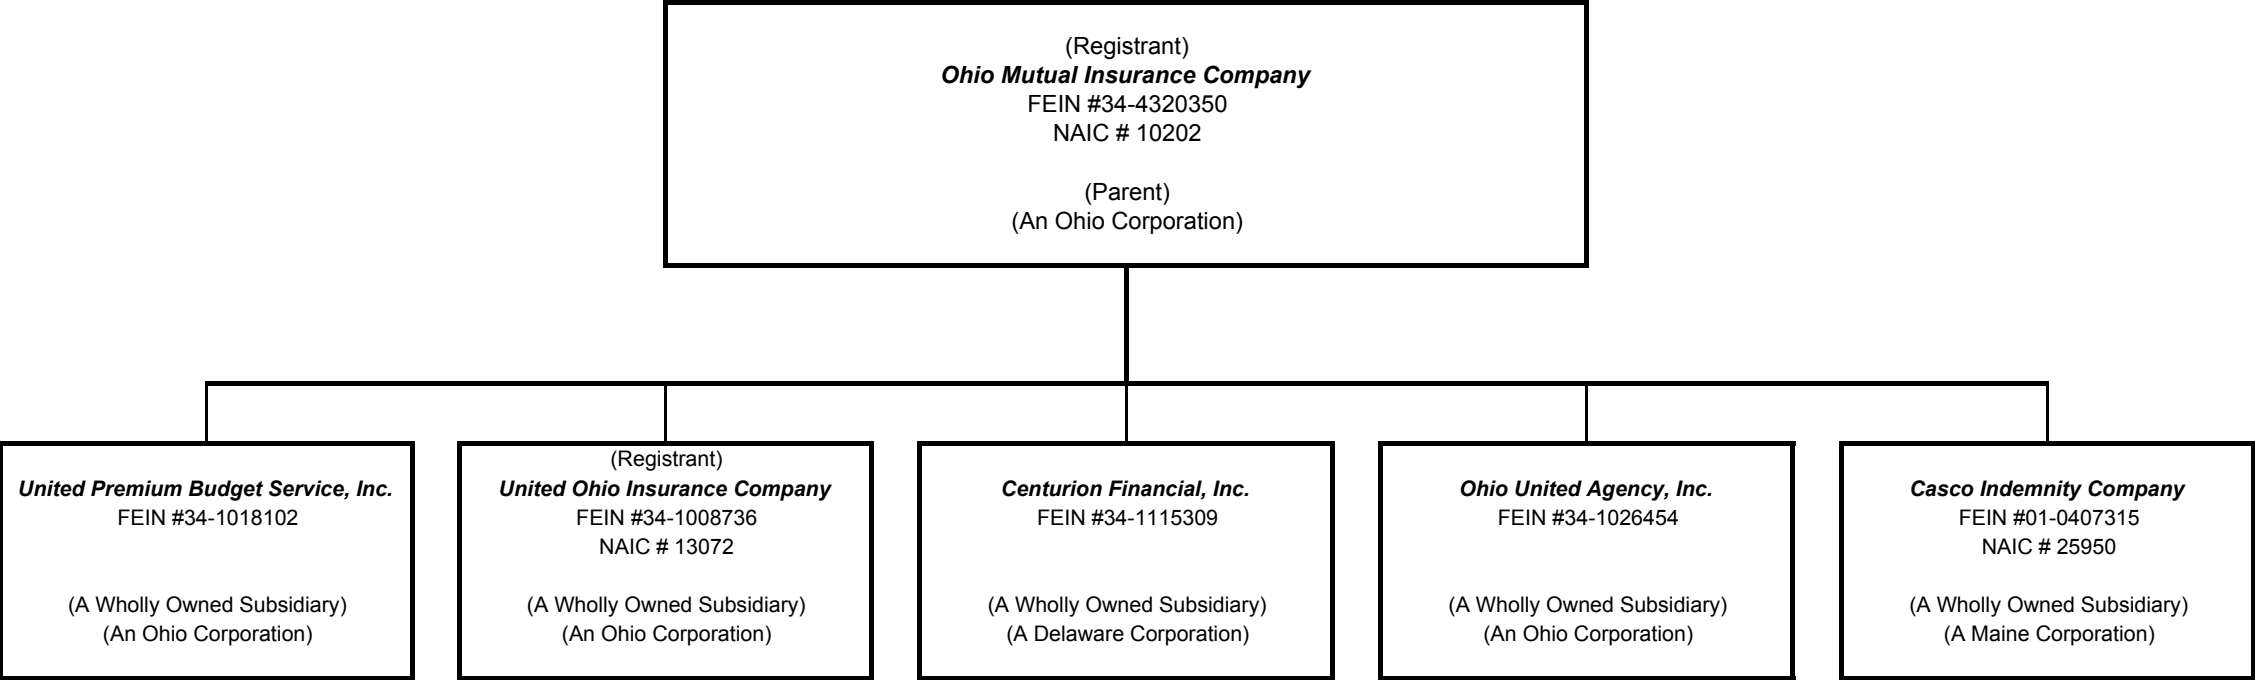 (Registrant)
Ohio Mutual Insurance Company
FEIN #34-4320350
NAIC # 10202
(Parent)
(An Ohio Corporation)
United Premium Budget Service, Inc.
FEIN #34-1018102
(A Wholly Owned Subsidiary)
(An Ohio Corporation)
(Registrant)
United Ohio Insurance Company
FEIN #34-1008736
NAIC # 13072
(A Wholly Owned Subsidiary)
(An Ohio Corporation)
Centurion Financial, Inc.
FEIN #34-1115309
(A Wholly Owned Subsidiary)
(A Delaware Corporation)
Ohio United Agency, Inc.
FEIN #34-1026454
(A Wholly Owned Subsidiary)
(An Ohio Corporation)
Casco Indemnity Company
FEIN #01-0407315
NAIC # 25950
(A Wholly Owned Subsidiary)
(A Maine Corporation)